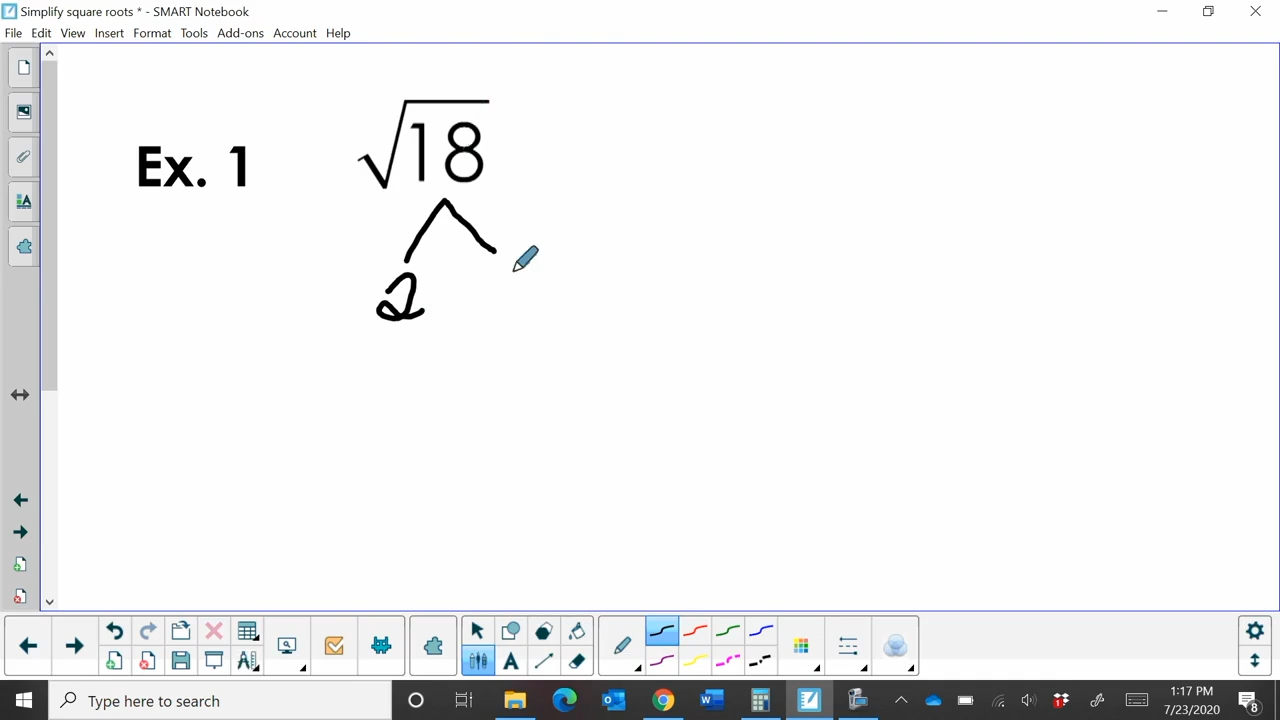 Simplify square roots * - SMART Notebook
File Edit View Insert Format Tools Add-ons Account Help
Ex. 1 √18
2
Type here to search
1:17 PM
7/23/2020
8